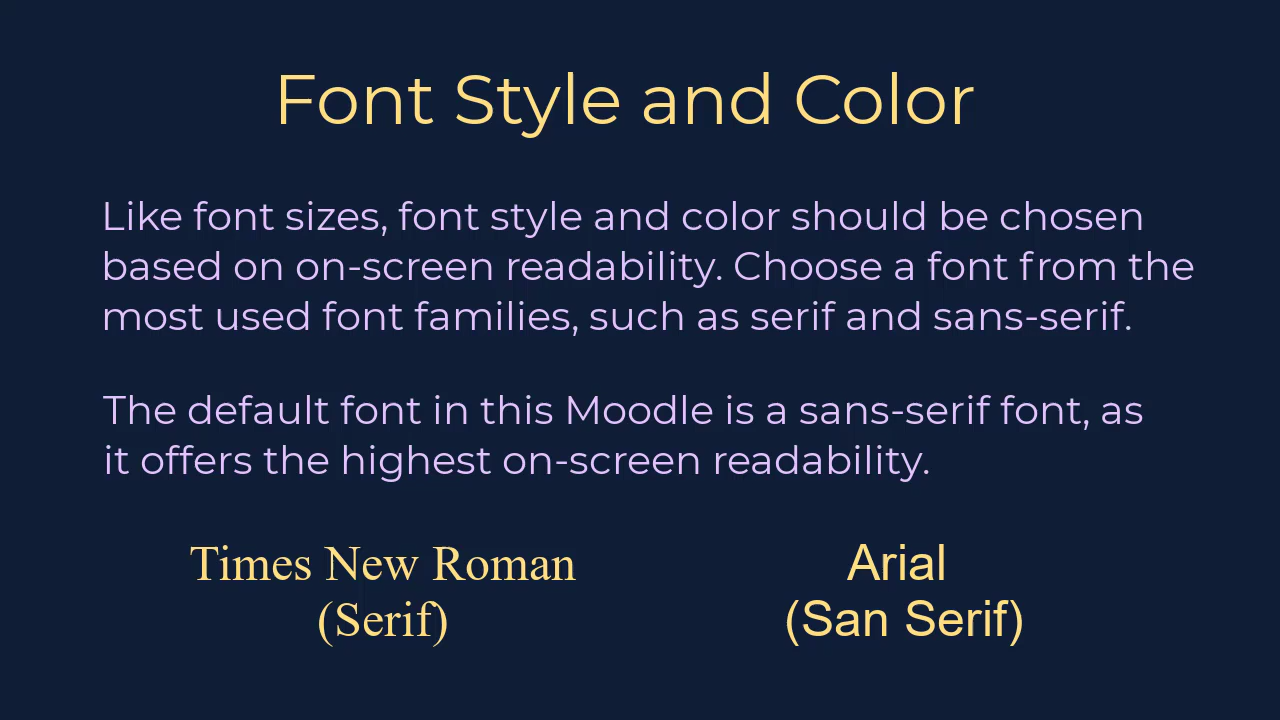 Font Style and Color
Like font sizes, font style and color should be chosen
based on on-screen readability. Choose a font from the
most used font families, such as serif and sans-serif.
The default font in this Moodle is a sans-serif font, as
it offers the highest on-screen readability.
Times New Roman
(Serif)
Arial
(San Serif)